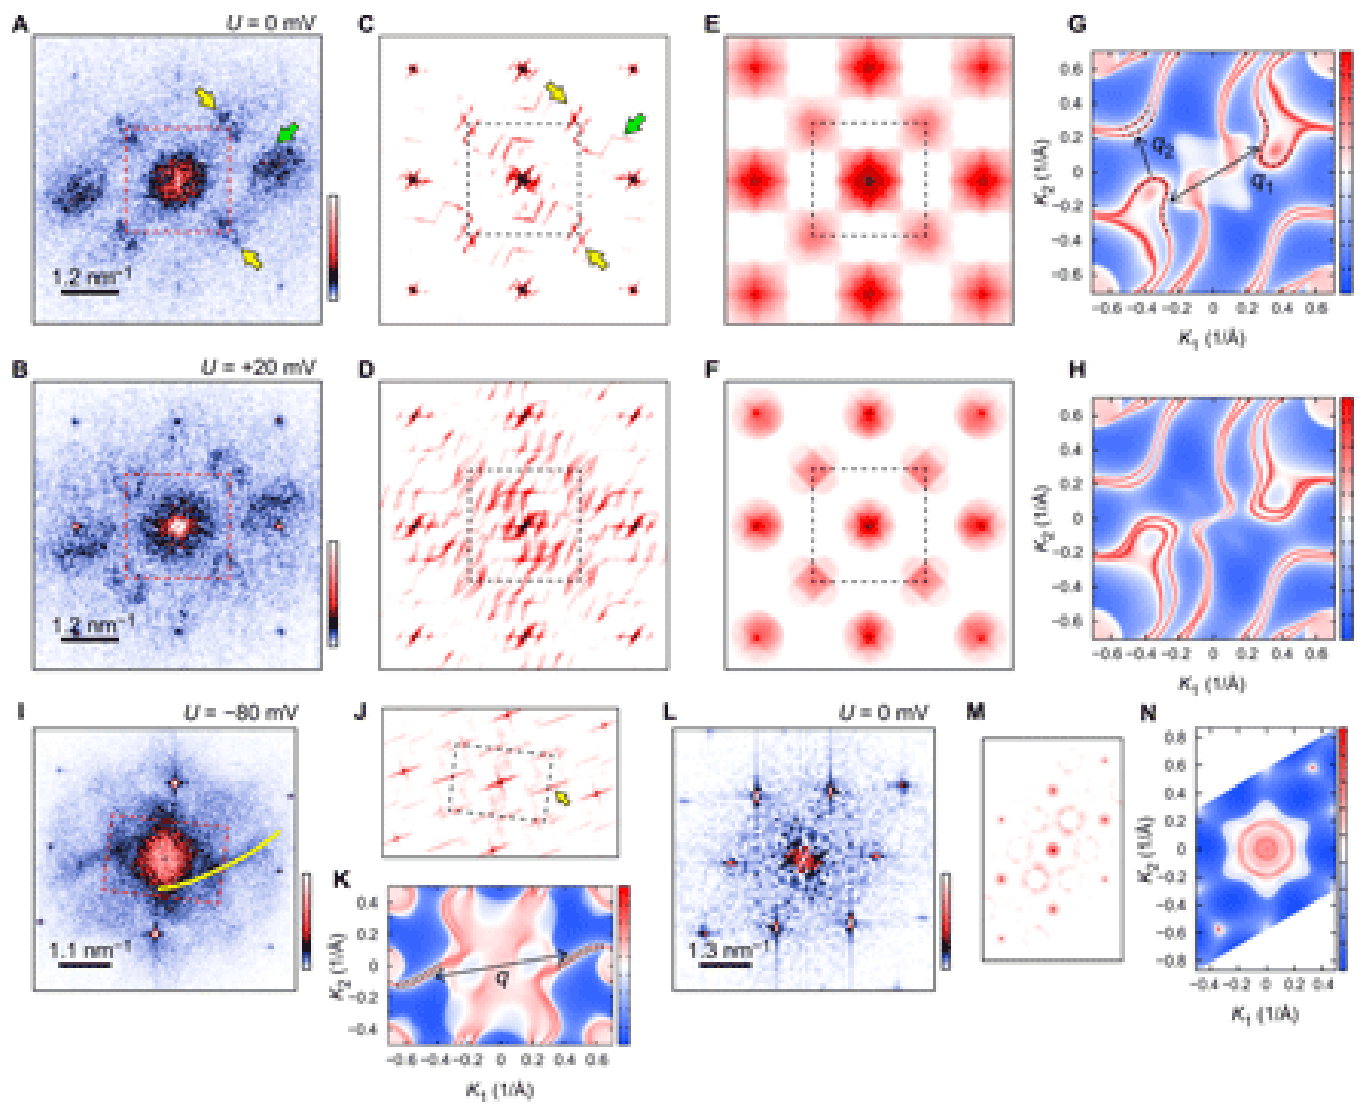 A U = 0 mV C E G
0.6
0.4
0.2
0
−0.2
−0.4
−0.6
K2 (1/Å)
q2
q1
1.2 nm−1
−0.6 −0.4 −0.2 0 0.2 0.4 0.6
K1 (1/Å)
B U = +20 mV D F H
0.6
0.4
0.2
0
−0.2
−0.4
−0.6
K2 (1/Å)
1.2 nm−1
−0.6 −0.4 −0.2 0 0.2 0.4 0.6
K1 (1/Å)
I U = −80 mV J L U = 0 mV M N
1.1 nm−1
K
0.4
0.2
0
−0.2
−0.4
K2 (1/Å)
q
−0.6 −0.4 −0.2 0 0.2 0.4 0.6
K1 (1/Å)
1.3 nm−1
0.8
0.6
0.4
0.2
0
−0.2
−0.4
−0.6
−0.8
K2 (1/Å)
−0.4 −0.2 0 0.2 0.4
K1 (1/Å)